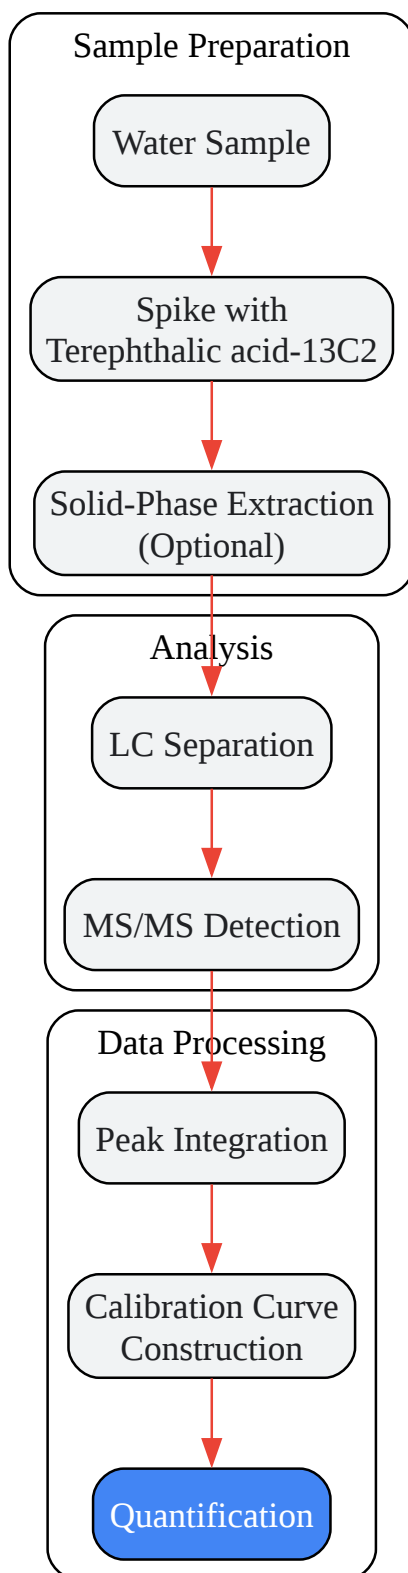 Sample Preparation
Water Sample
Spike with
Terephthalic acid-13C2
Solid-Phase Extraction
(Optional)
Analysis
LC Separation
MS/MS Detection
Data Processing
Peak Integration
Calibration Curve
Construction
Quantification